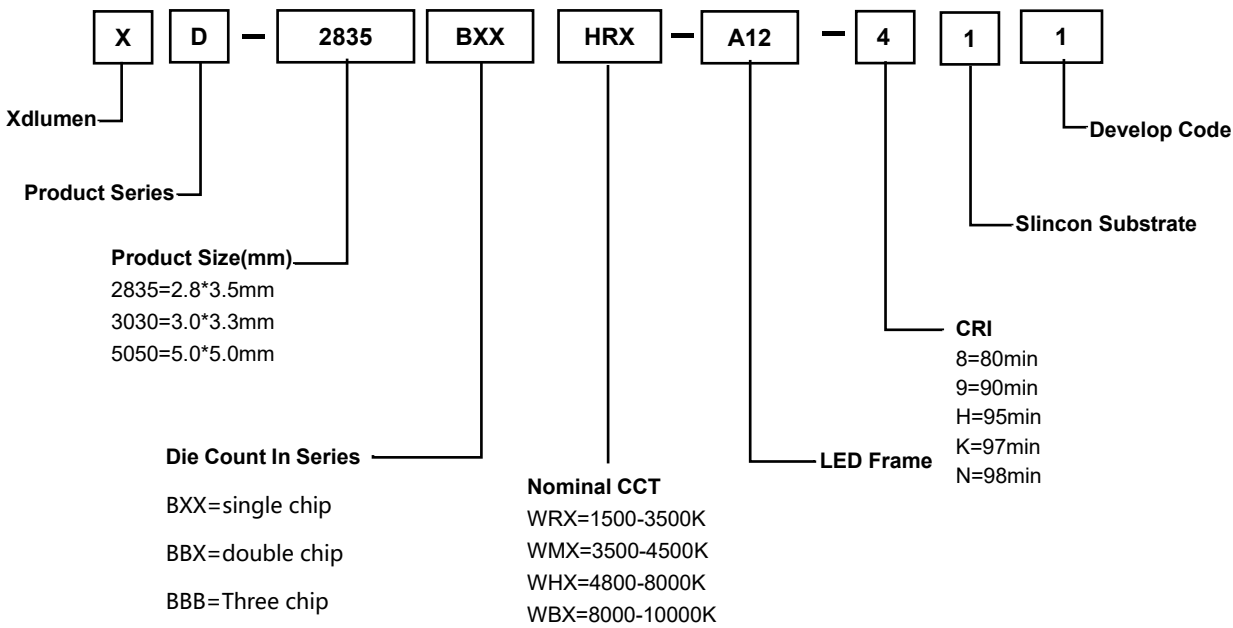 X D – 2835 BXX HRX – A12 – 4 1 1
Xdlumen
Develop Code
Product Series
Slincon Substrate
Product Size(mm)
2835=2.8*3.5mm
3030=3.0*3.3mm
5050=5.0*5.0mm
CRI
8=80min
9=90min
H=95min
K=97min
N=98min
Die Count In Series
BXX=single chip
BBX=double chip
BBB=Three chip
LED Frame
Nominal CCT
WRX=1500-3500K
WMX=3500-4500K
WHX=4800-8000K
WBX=8000-10000K